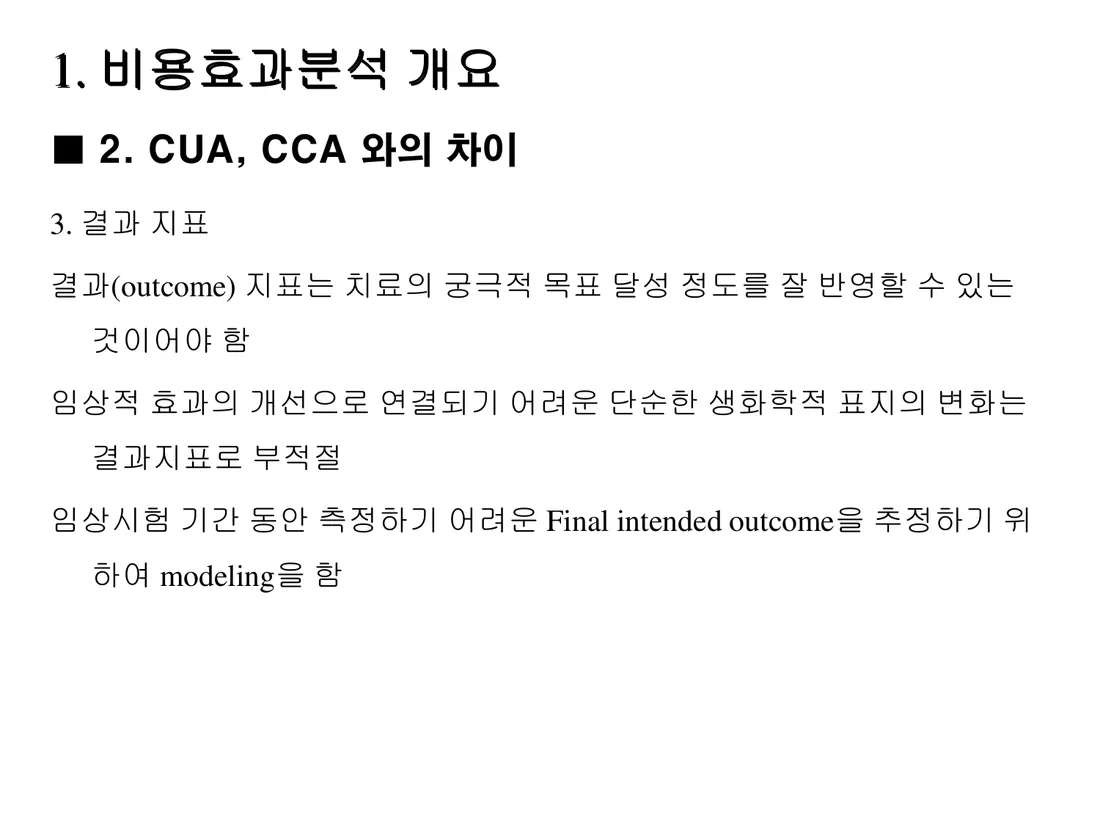 1. 비용효과분석 개요
■ 2. CUA, CCA 와의 차이
3. 결과 지표
결과(outcome) 지표는 치료의 궁극적 목표 달성 정도를 잘 반영할 수 있는
것이어야 함
임상적 효과의 개선으로 연결되기 어려운 단순한 생화학적 표지의 변화는
결과지표로 부적절
임상시험 기간 동안 측정하기 어려운 Final intended outcome을 추정하기 위
하여 modeling을 함